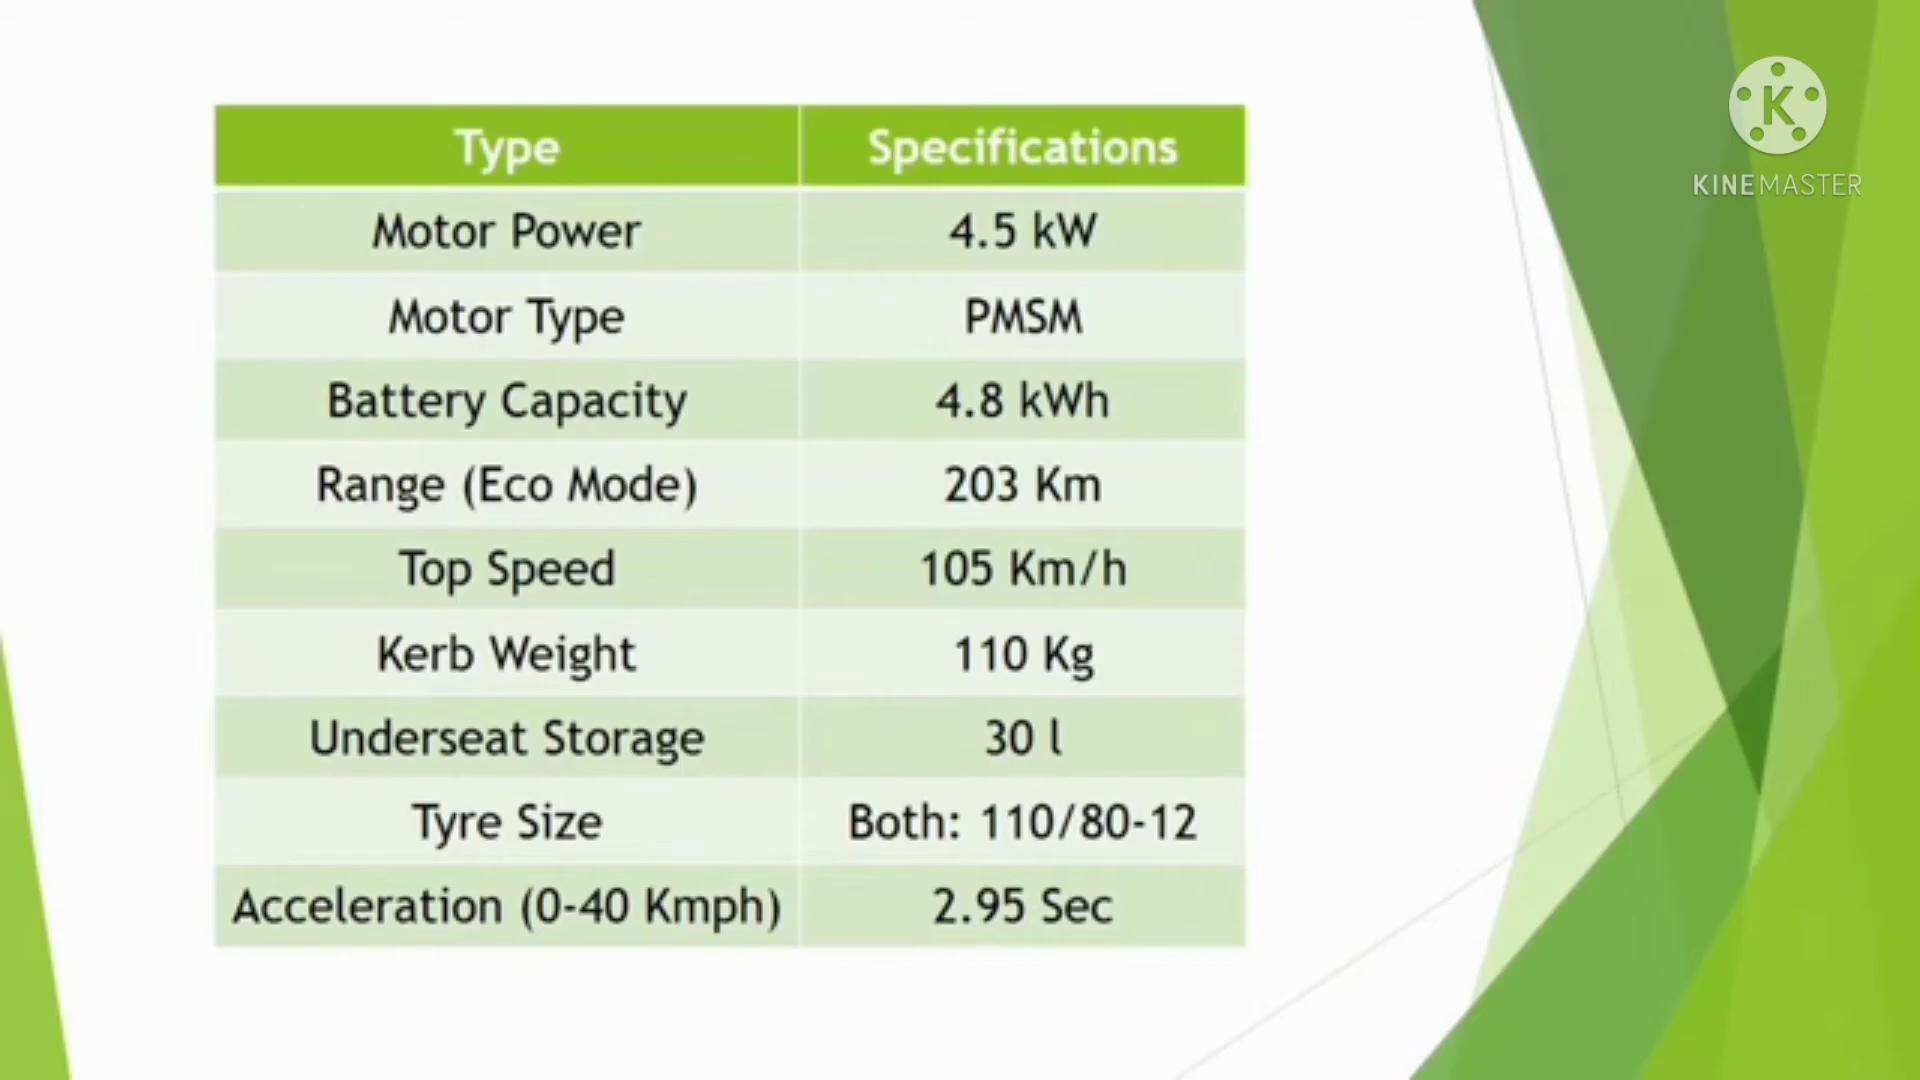 Type Specifications
Motor Power 4.5 kW
Motor Type PMSM
Battery Capacity 4.8 kWh
Range (Eco Mode) 203 Km
Top Speed 105 Km/h
Kerb Weight 110 Kg
Underseat Storage 30 l
Tyre Size Both: 110/80-12
Acceleration (0-40 Kmph) 2.95 Sec
K
KINEMASTER